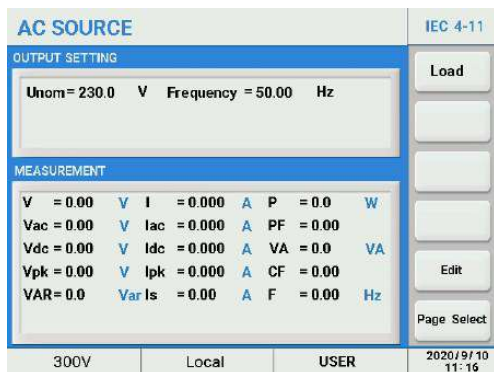 AC SOURCE
IEC 4-11
OUTPUT SETTING
Unom= 230.0 V Frequency = 50.00 Hz
Load
MEASUREMENT
V = 0.00 V I = 0.000 A P = 0.0 W
Vac = 0.00 V Iac = 0.000 A PF = 0.00
Vdc = 0.00 V Idc = 0.000 A VA = 0.0 VA
Vpk = 0.00 V Ipk = 0.000 A CF = 0.00
VAR= 0.0 Var Is = 0.00 A F = 0.00 Hz
Edit
Page Select
300V Local USER
2020/9/10
11:16